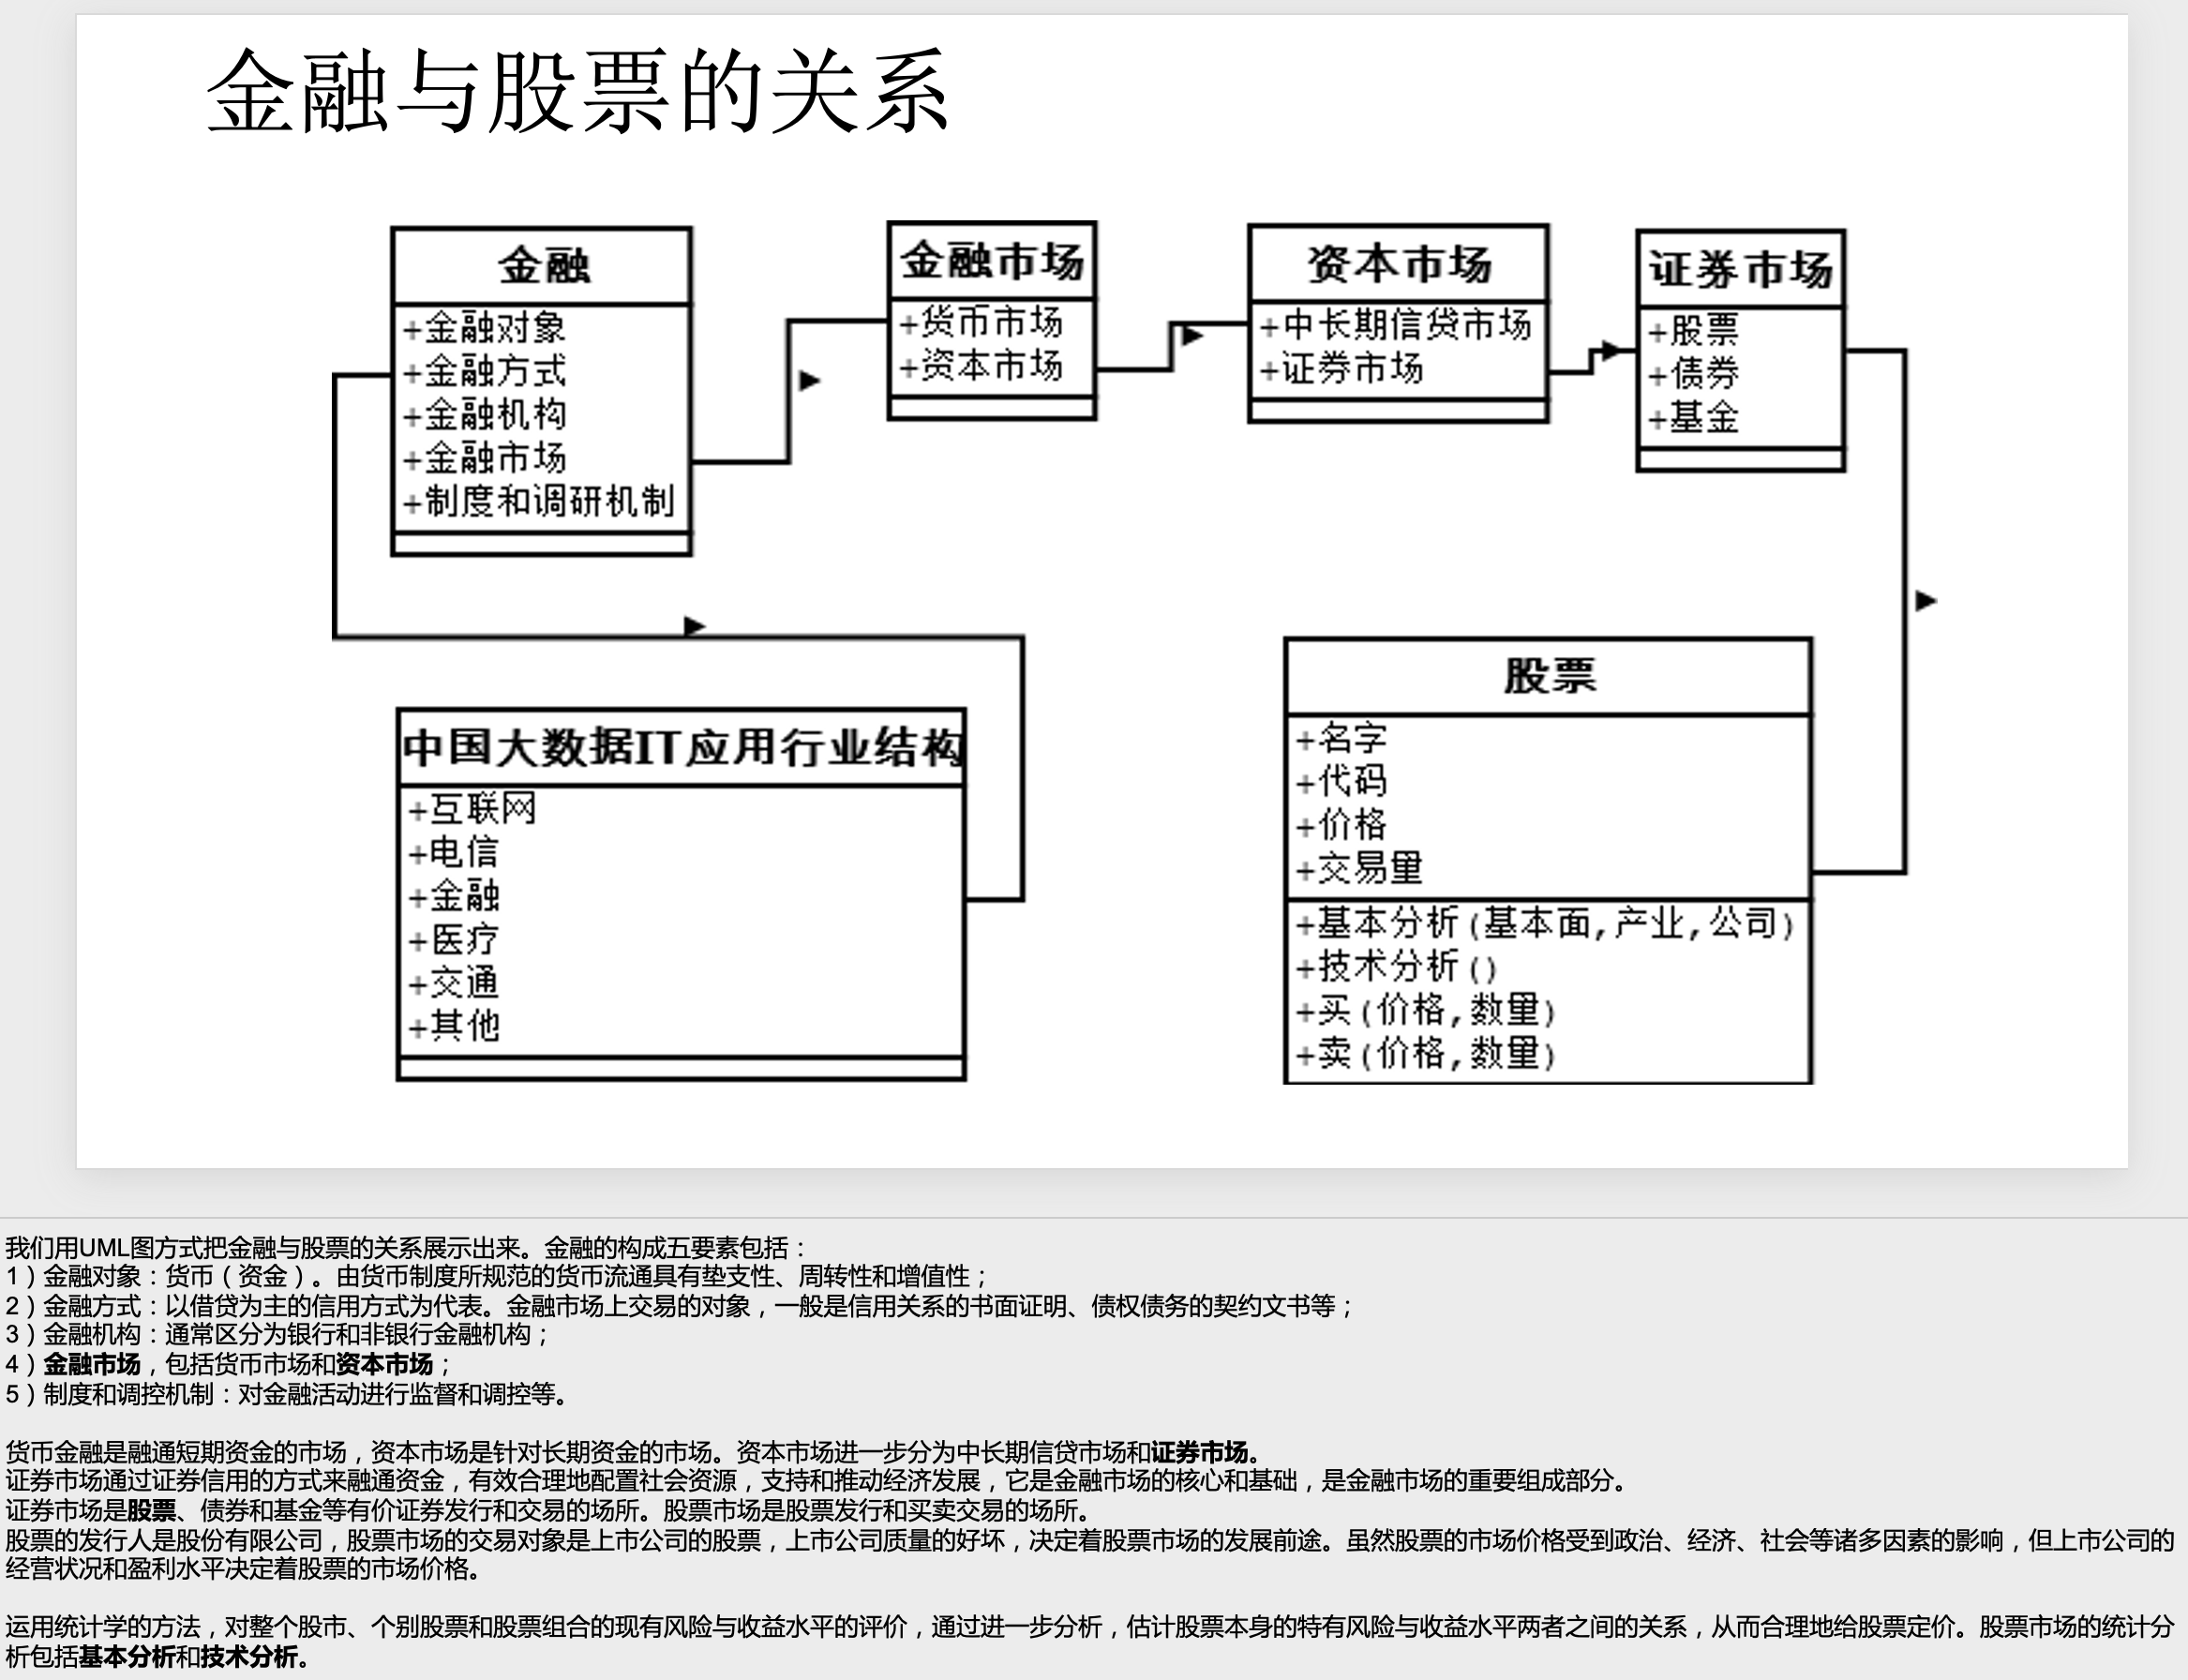 金融与股票的关系
金融
+金融对象
+金融方式
+金融机构
+金融市场
+制度和调研机制
金融市场
+货币市场
+资本市场
资本市场
+中长期信贷市场
+证券市场
证券市场
+股票
+债券
+基金
中国大数据IT应用行业结构
+互联网
+电信
+金融
+医疗
+交通
+其他
股票
+名字
+代码
+价格
+交易量
+基本分析(基本面,产业,公司)
+技术分析()
+买(价格,数量)
+卖(价格,数量)
我们用UML图方式把金融与股票的关系展示出来。金融的构成五要素包括：
1）金融对象：货币（资金）。由货币制度所规范的货币流通具有垫支性、周转性和增值性；
2）金融方式：以借贷为主的信用方式为代表。金融市场上交易的对象，一般是信用关系的书面证明、债权债务的契约文书等；
3）金融机构：通常区分为银行和非银行金融机构；
4）金融市场，包括货币市场和资本市场；
5）制度和调控机制：对金融活动进行监督和调控等。
货币金融是融通短期资金的市场，资本市场是针对长期资金的市场。资本市场进一步分为中长期信贷市场和证券市场。
证券市场通过证券信用的方式来融通资金，有效合理地配置社会资源，支持和推动经济发展，它是金融市场的核心和基础，是金融市场的重要组成部分。
证券市场是股票、债券和基金等有价证券发行和交易的场所。股票市场是股票发行和买卖交易的场所。
股票的发行人是股份有限公司，股票市场的交易对象是上市公司的股票，上市公司质量的好坏，决定着股票市场的发展前途。虽然股票的市场价格受到政治、经济、社会等诸多因素的影响，但上市公司的
经营状况和盈利水平决定着股票的市场价格。
运用统计学的方法，对整个股市、个别股票和股票组合的现有风险与收益水平的评价，通过进一步分析，估计股票本身的特有风险与收益水平两者之间的关系，从而合理地给股票定价。股票市场的统计分
析包括基本分析和技术分析。